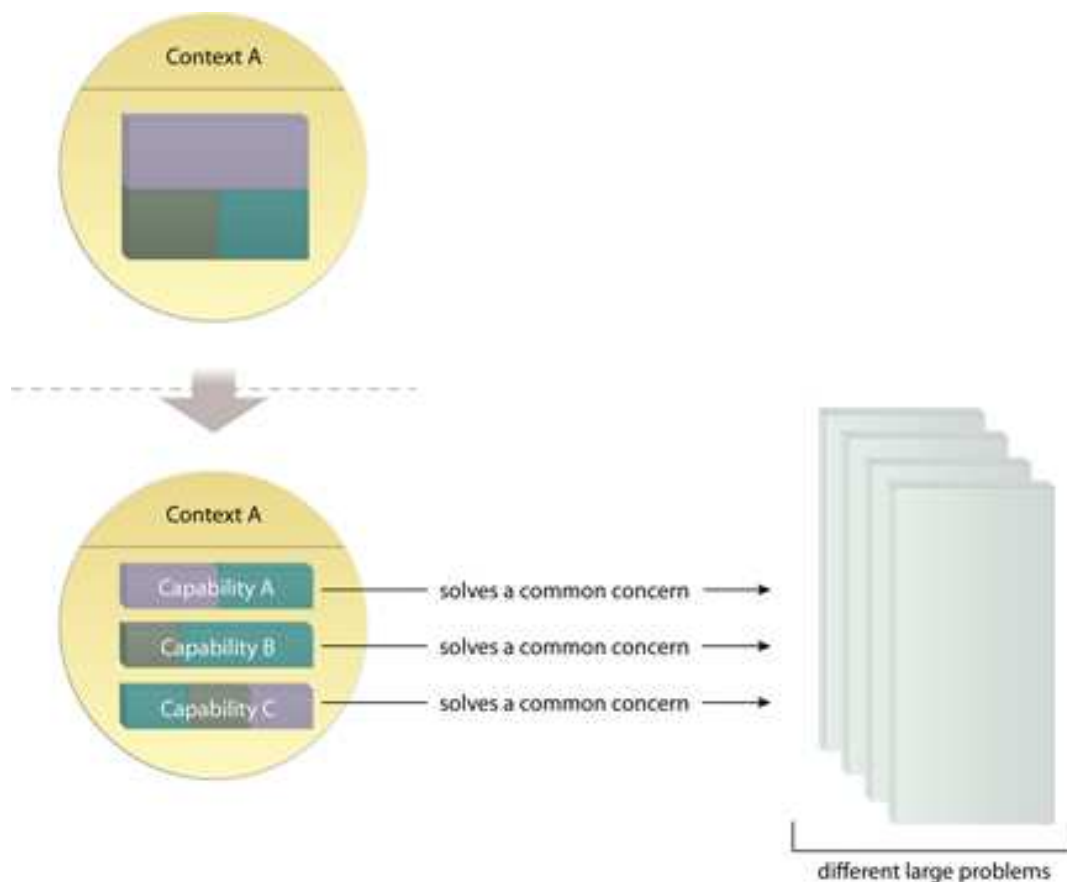 Context A
Context A
Capability A
solves a common concern
Capability B
solves a common concern
Capability C
solves a common concern
different large problems